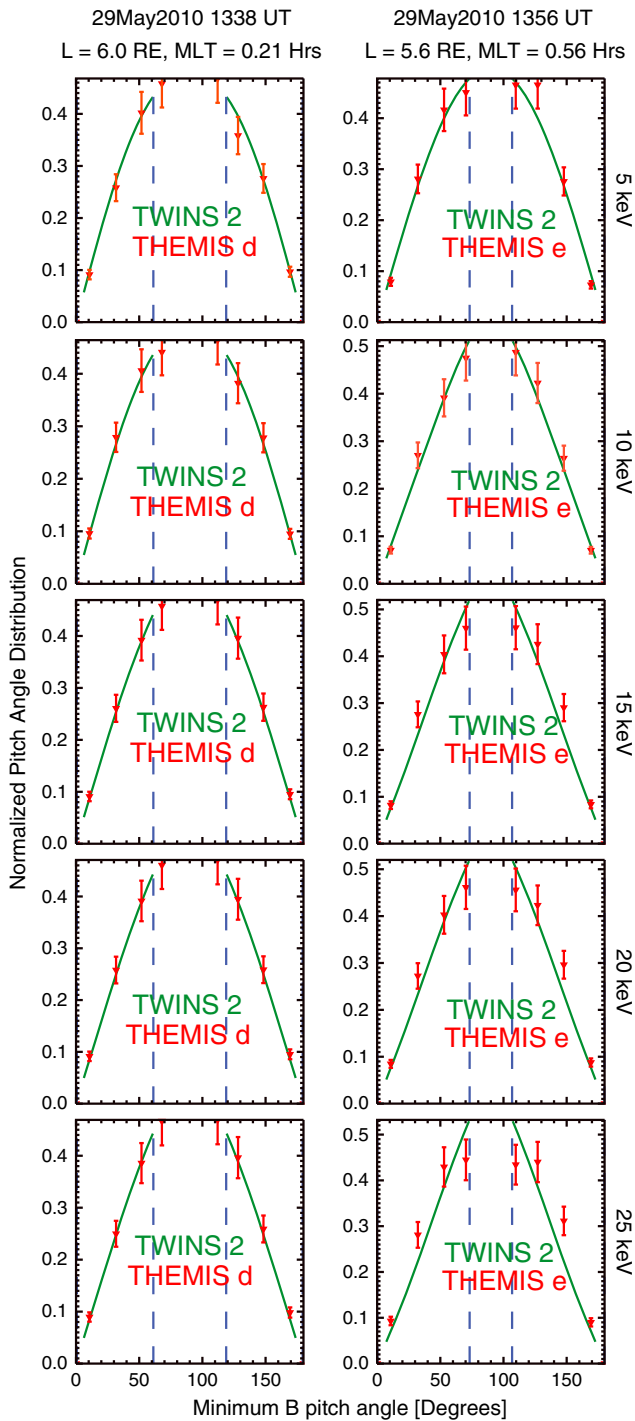 29May2010 1338 UT
29May2010 1356 UT
L = 6.0 RE, MLT = 0.21 Hrs
L = 5.6 RE, MLT = 0.56 Hrs
0.4
0.3
0.2
0.1
0.0
TWINS 2
THEMIS d
0.4
0.3
0.2
0.1
0.0
TWINS 2
THEMIS e
5 keV
0.4
0.3
0.2
0.1
0.0
TWINS 2
THEMIS d
0.5
0.4
0.3
0.2
0.1
0.0
TWINS 2
THEMIS e
10 keV
Normalized Pitch Angle Distribution
0.4
0.3
0.2
0.1
0.0
TWINS 2
THEMIS d
0.5
0.4
0.3
0.2
0.1
0.0
TWINS 2
THEMIS e
15 keV
0.4
0.3
0.2
0.1
0.0
TWINS 2
THEMIS d
0.5
0.4
0.3
0.2
0.1
0.0
TWINS 2
THEMIS e
20 keV
0.4
0.3
0.2
0.1
0.0
TWINS 2
THEMIS d
0.5
0.4
0.3
0.2
0.1
0.0
TWINS 2
THEMIS e
25 keV
0 50 100 150
0 50 100 150
Minimum B pitch angle [Degrees]